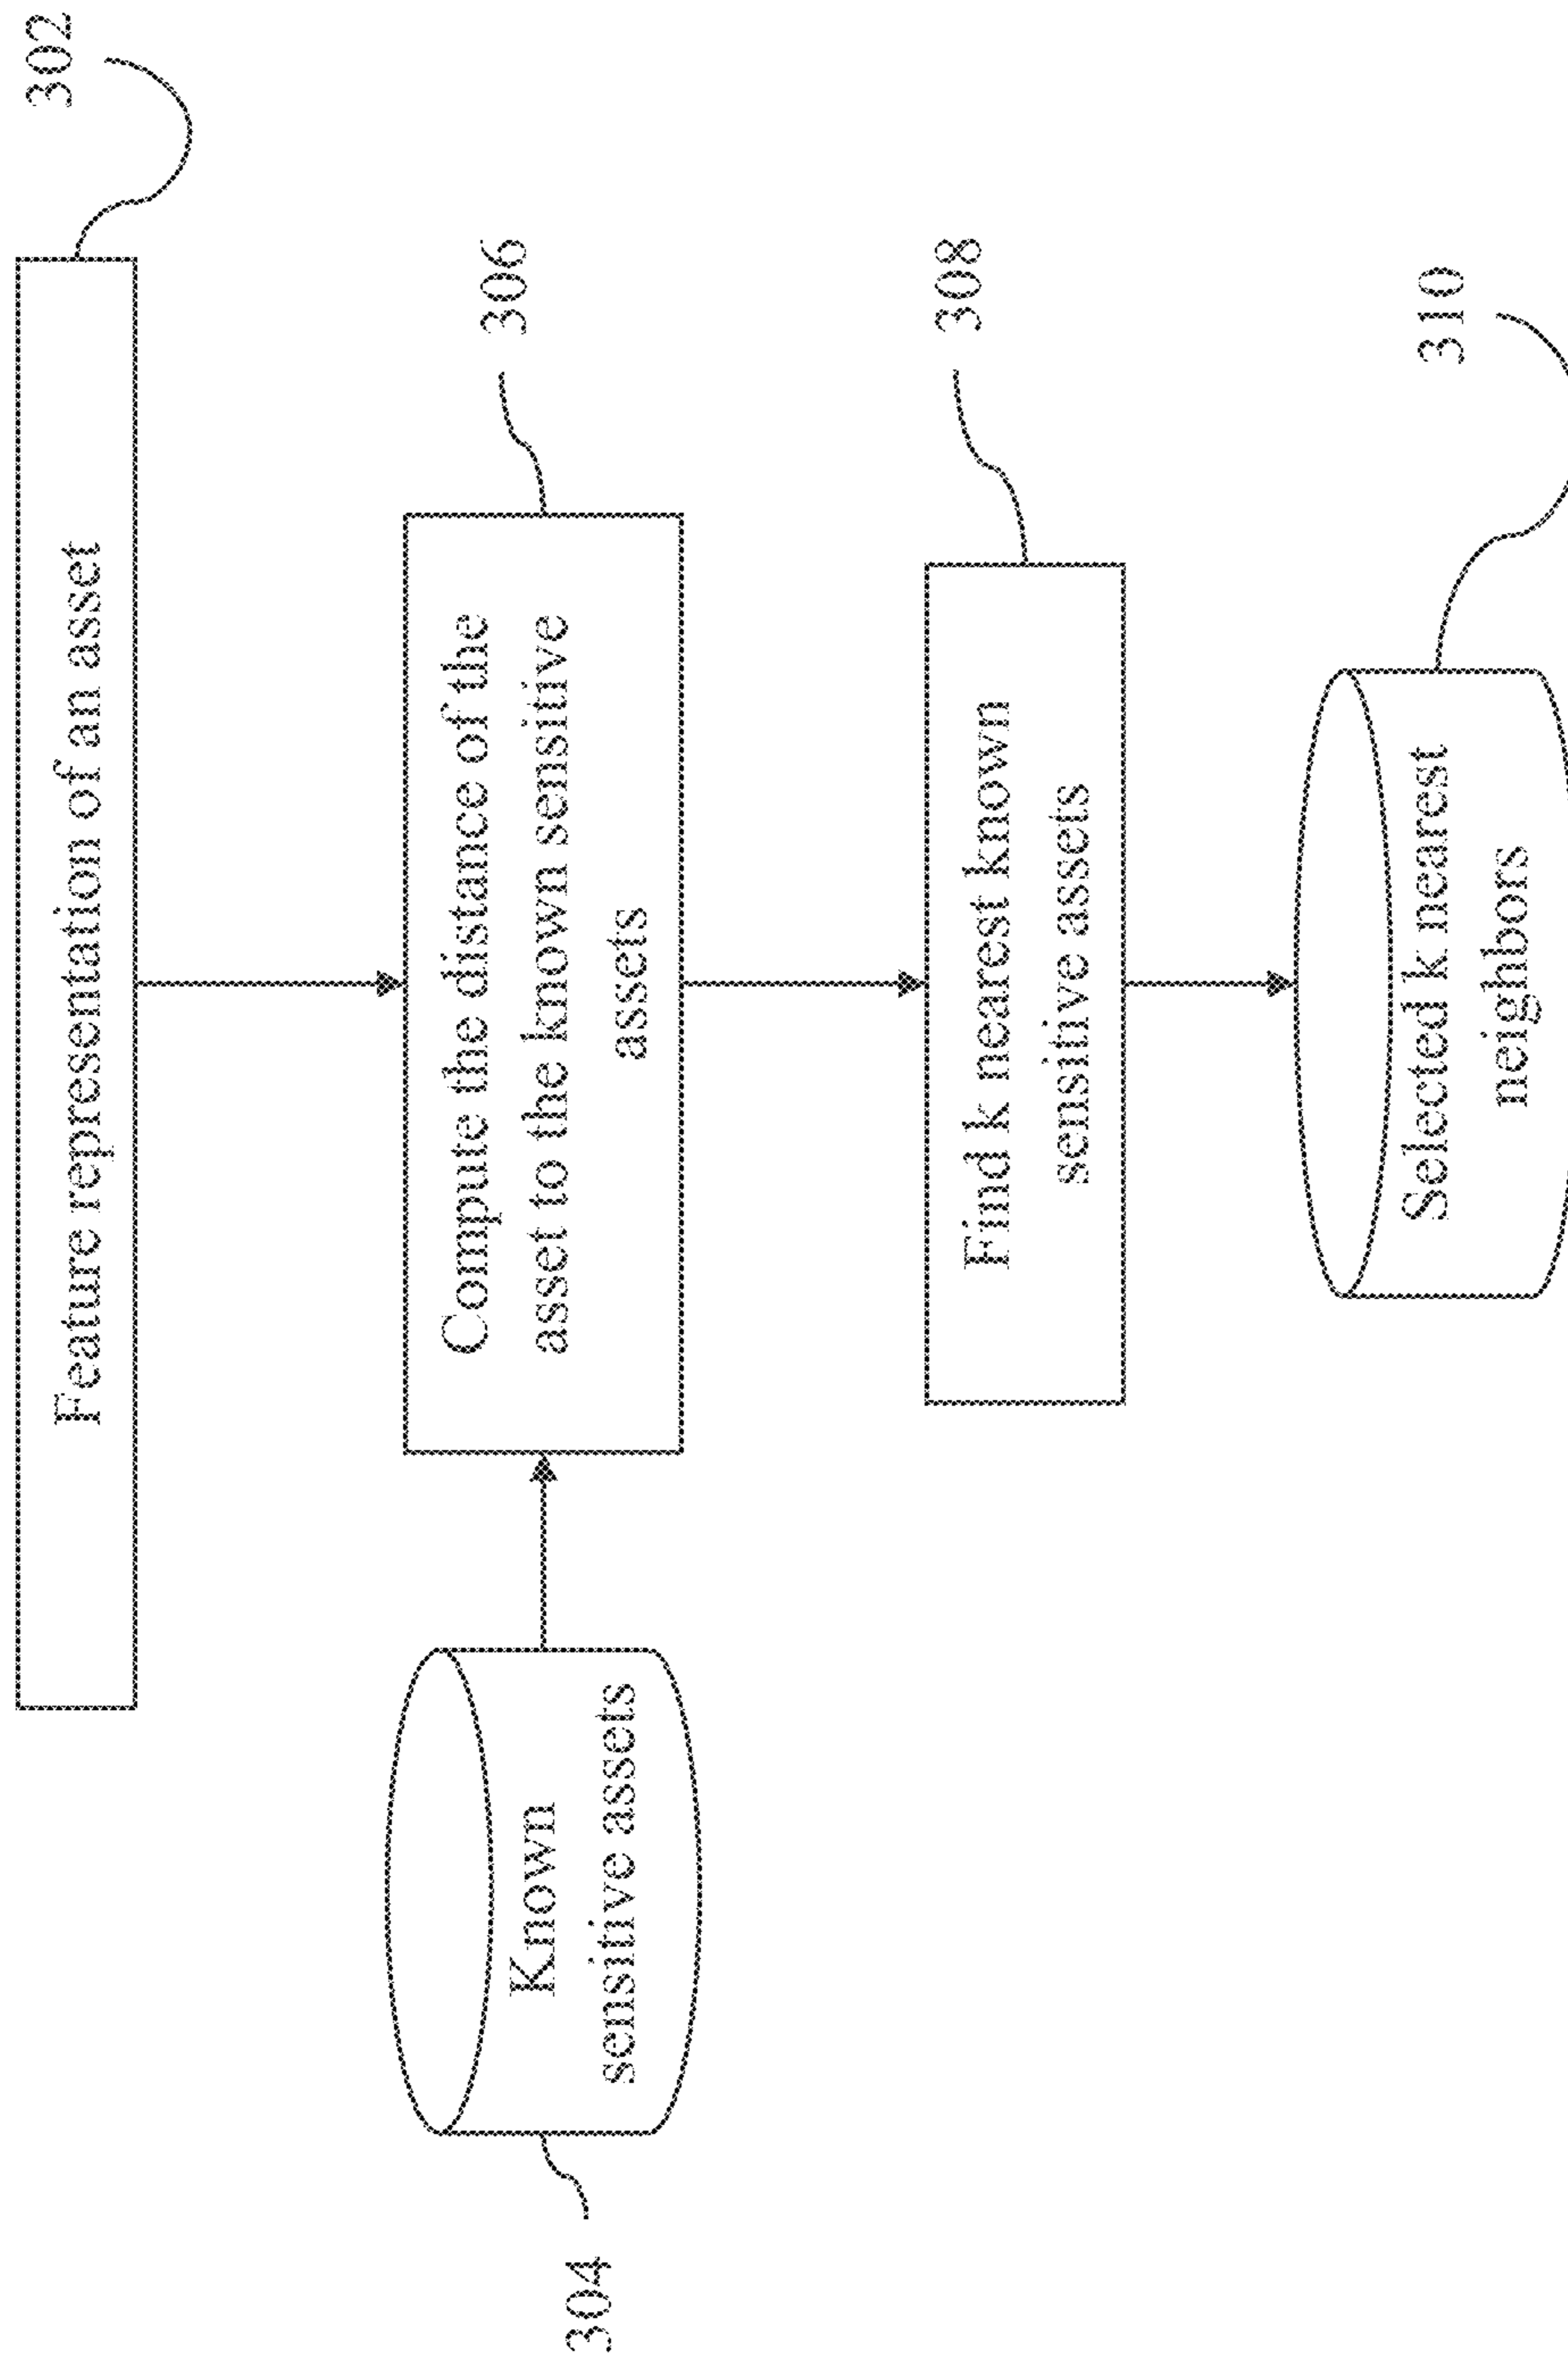 302
Feature representation of an asset
304
Known
sensitive assets
306
Compute the distance of the
asset to the known sensitive
assets
308
Find k nearest known
sensitive assets
310
Selected k nearest
neighbors